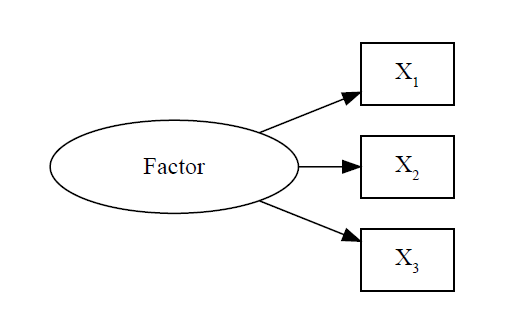 X₁
Factor
X₂
X₃